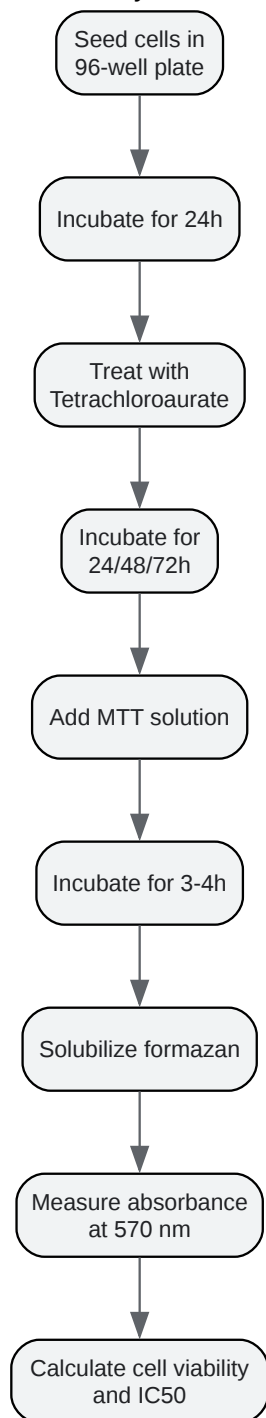 Seed cells in
96-well plate
Incubate for 24h
Treat with
Tetrachloroaurate
Incubate for
24/48/72h
Add MTT solution
Incubate for 3-4h
Solubilize formazan
Measure absorbance
at 570 nm
Calculate cell viability
and IC50